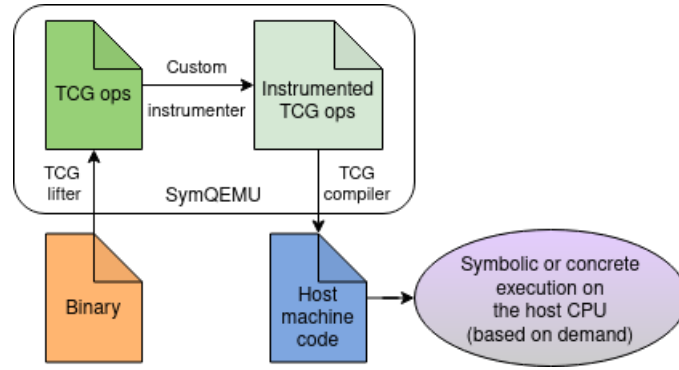 TCG ops
Custom
instrumenter
Instrumented
TCG ops
TCG
lifter
SymQEMU
TCG
compiler
Binary
Host
machine
code
Symbolic or concrete
execution on
the host CPU
(based on demand)